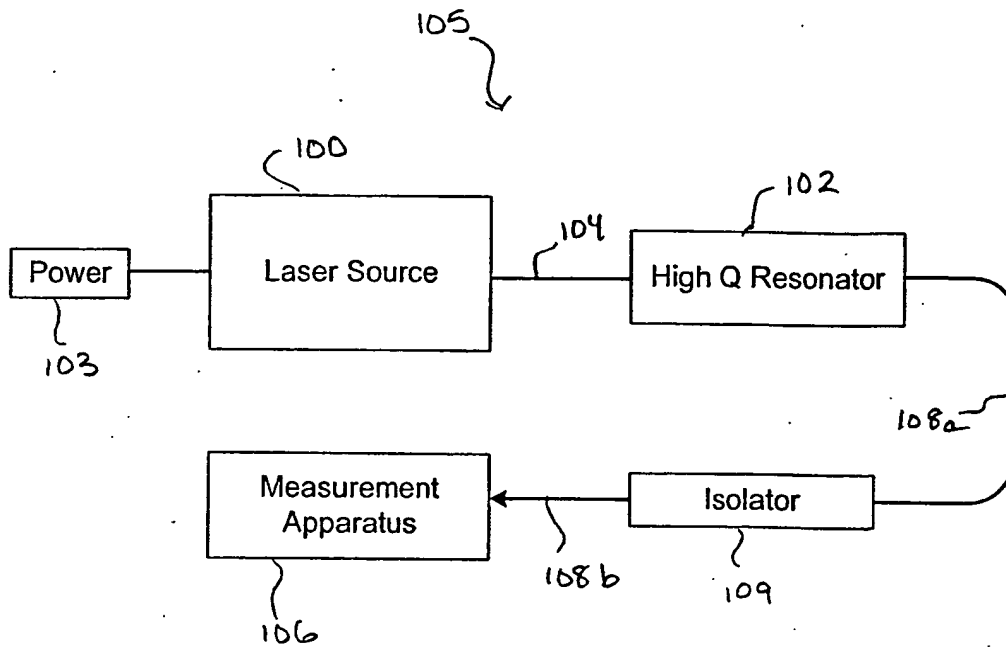 105
100
102
104
Power
Laser Source
High Q Resonator
103
108a
Measurement
Apparatus
Isolator
108b
109
106